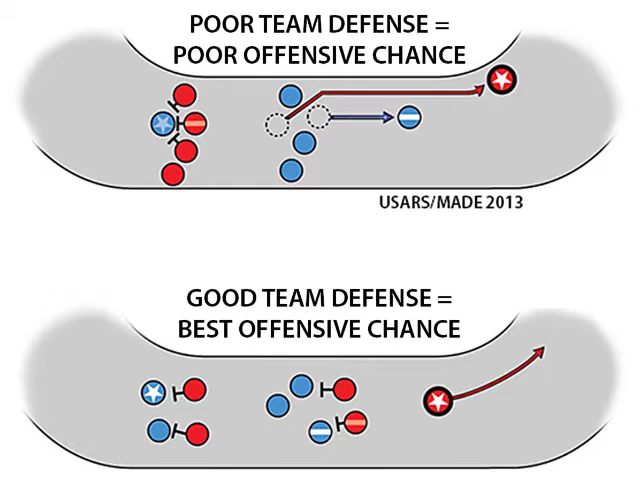 POOR TEAM DEFENSE =
POOR OFFENSIVE CHANCE
USARS/MADE 2013
GOOD TEAM DEFENSE =
BEST OFFENSIVE CHANCE